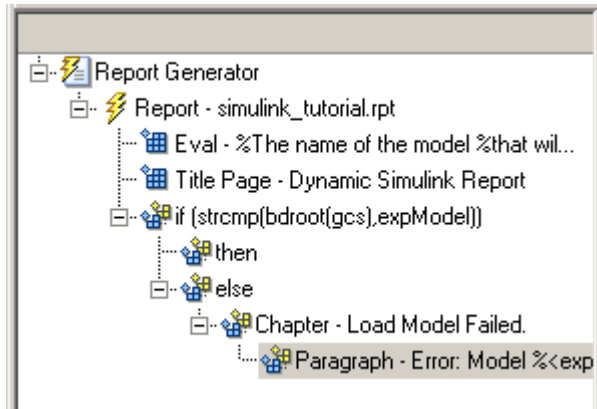 Report Generator
Report - simulink_tutorial.rpt
Eval - %The name of the model %that wil...
Title Page - Dynamic Simulink Report
if (strcmp(bdroot(gcs),expModel))
then
else
Chapter - Load Model Failed.
Paragraph - Error: Model %<exp